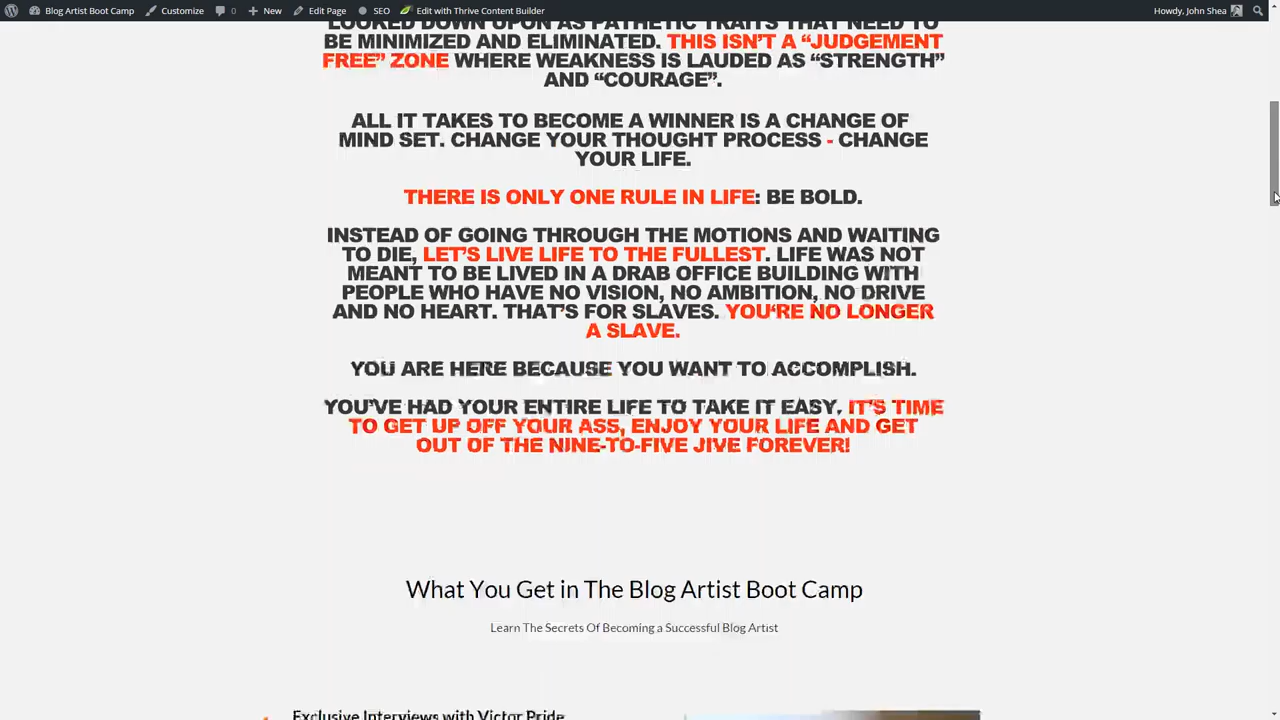 Blog Artist Boot Camp Customize 0 New Edit Page SEO Edit with Thrive Content Builder Howdy, John Shea
LOOKED DOWN UPON AS PATHETIC TRAITS THAT NEED TO
BE MINIMIZED AND ELIMINATED. THIS ISN'T A “JUDGEMENT
FREE” ZONE WHERE WEAKNESS IS LAUDED AS “STRENGTH”
AND “COURAGE”.
ALL IT TAKES TO BECOME A WINNER IS A CHANGE OF
MIND SET. CHANGE YOUR THOUGHT PROCESS - CHANGE
YOUR LIFE.
THERE IS ONLY ONE RULE IN LIFE: BE BOLD.
INSTEAD OF GOING THROUGH THE MOTIONS AND WAITING
TO DIE, LET'S LIVE LIFE TO THE FULLEST. LIFE WAS NOT
MEANT TO BE LIVED IN A DRAB OFFICE BUILDING WITH
PEOPLE WHO HAVE NO VISION, NO AMBITION, NO DRIVE
AND NO HEART. THAT'S FOR SLAVES. YOU'RE NO LONGER
A SLAVE.
YOU ARE HERE BECAUSE YOU WANT TO ACCOMPLISH.
YOU'VE HAD YOUR ENTIRE LIFE TO TAKE IT EASY. IT'S TIME
TO GET UP OFF YOUR ASS, ENJOY YOUR LIFE AND GET
OUT OF THE NINE-TO-FIVE JIVE FOREVER!
What You Get in The Blog Artist Boot Camp
Learn The Secrets Of Becoming a Successful Blog Artist
Exclusive Interviews with Victor Pride